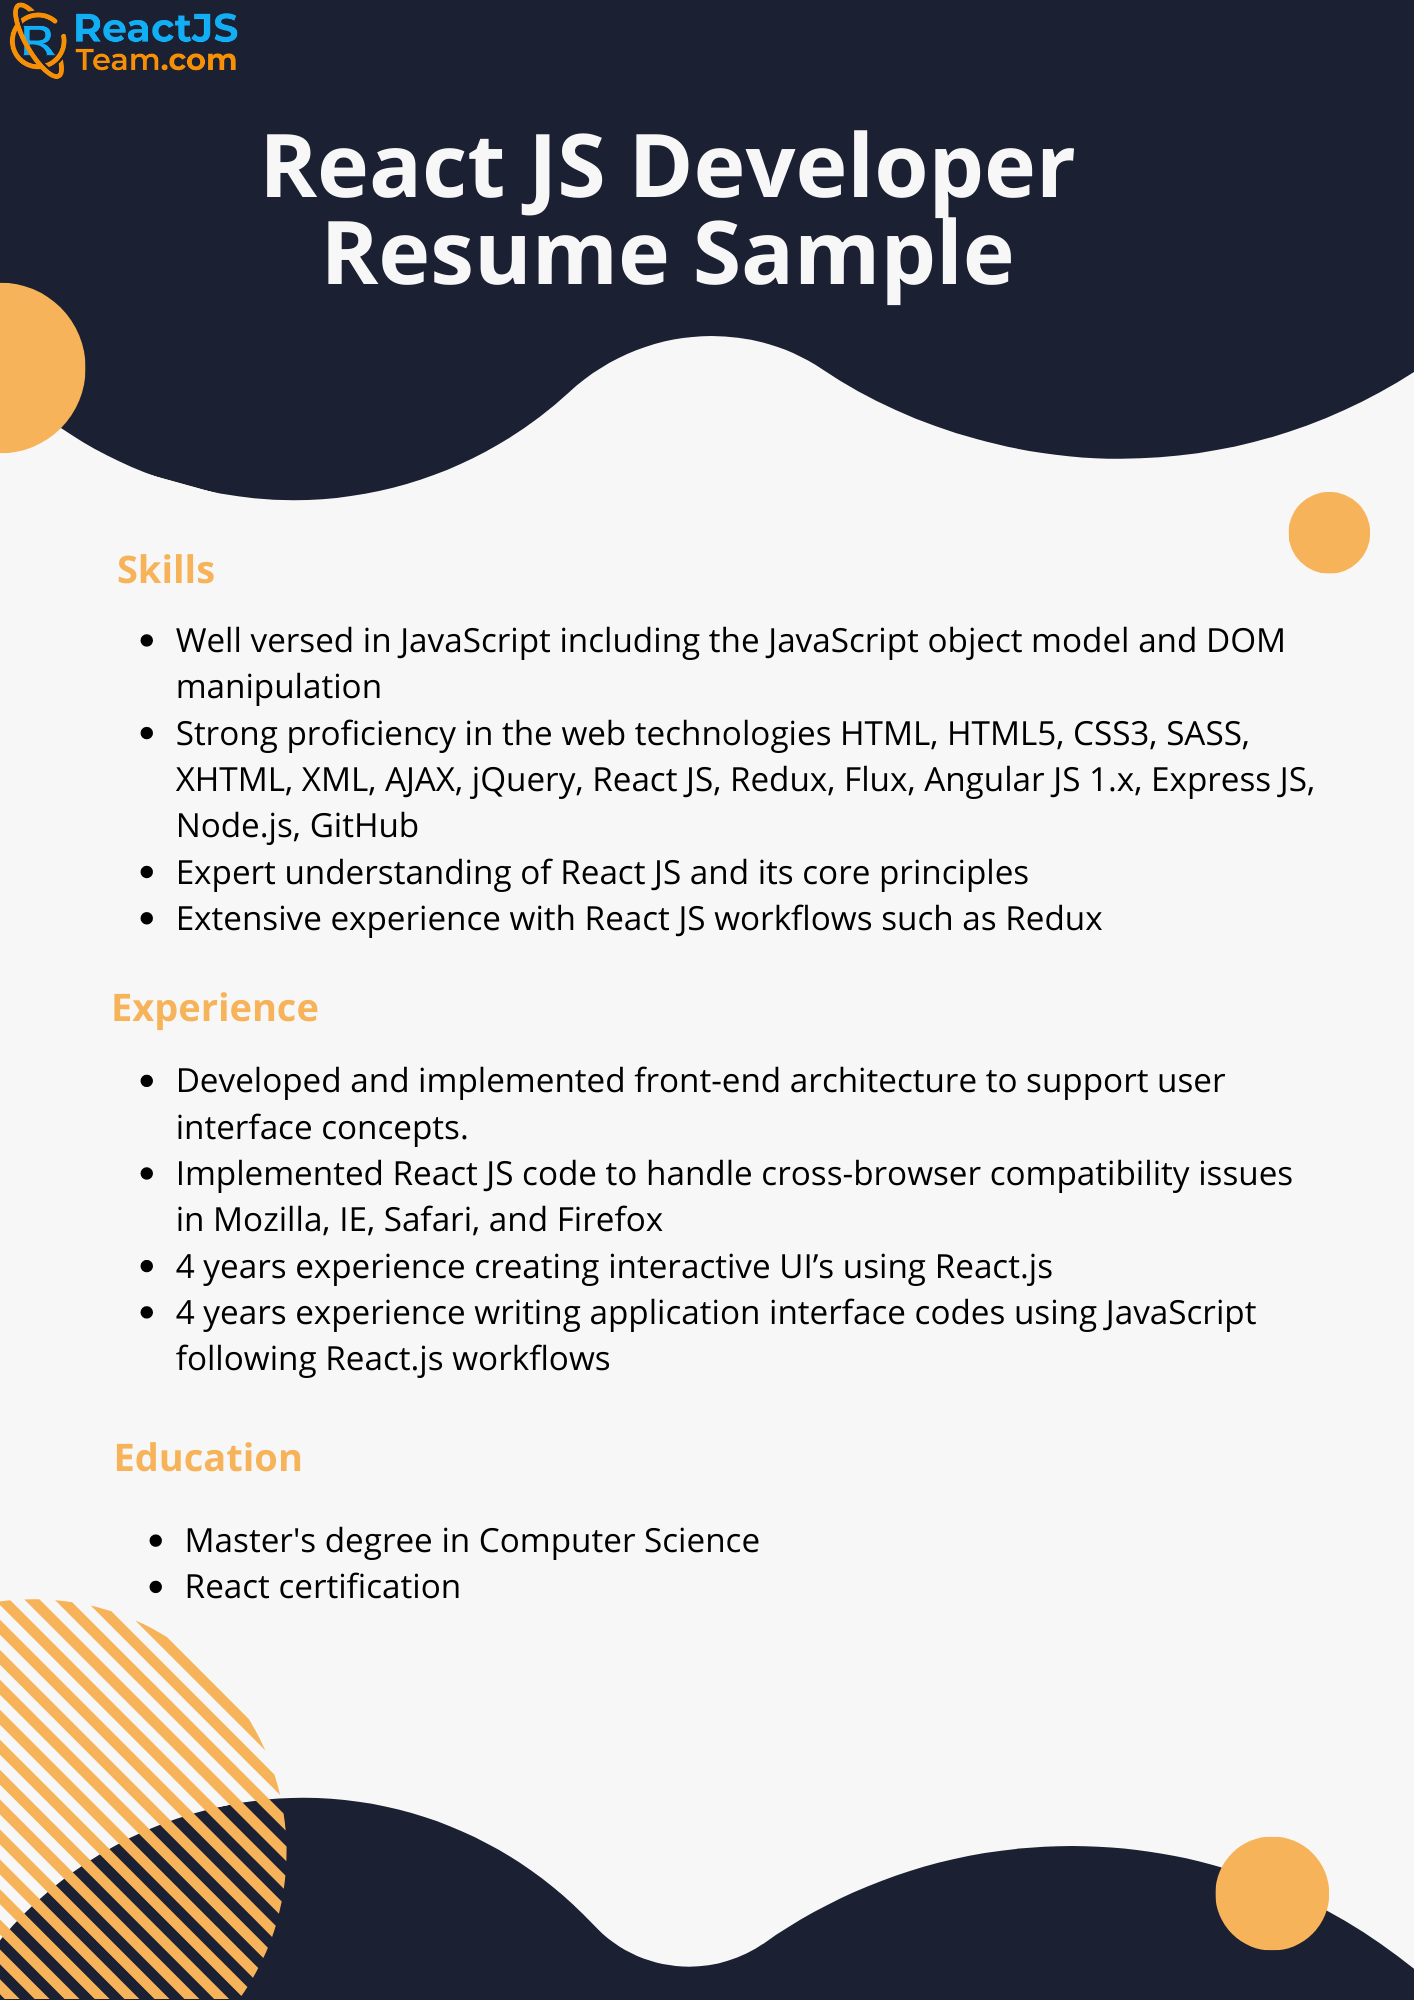 ReactJS
Team.com
React JS Developer
Resume Sample
Skills
• Well versed in JavaScript including the JavaScript object model and DOM
manipulation
• Strong proficiency in the web technologies HTML, HTML5, CSS3, SASS,
XHTML, XML, AJAX, jQuery, React JS, Redux, Flux, Angular JS 1.x, Express JS,
Node.js, GitHub
• Expert understanding of React JS and its core principles
• Extensive experience with React JS workflows such as Redux
Experience
• Developed and implemented front-end architecture to support user
interface concepts.
• Implemented React JS code to handle cross-browser compatibility issues
in Mozilla, IE, Safari, and Firefox
• 4 years experience creating interactive UI’s using React.js
• 4 years experience writing application interface codes using JavaScript
following React.js workflows
Education
• Master's degree in Computer Science
• React certification